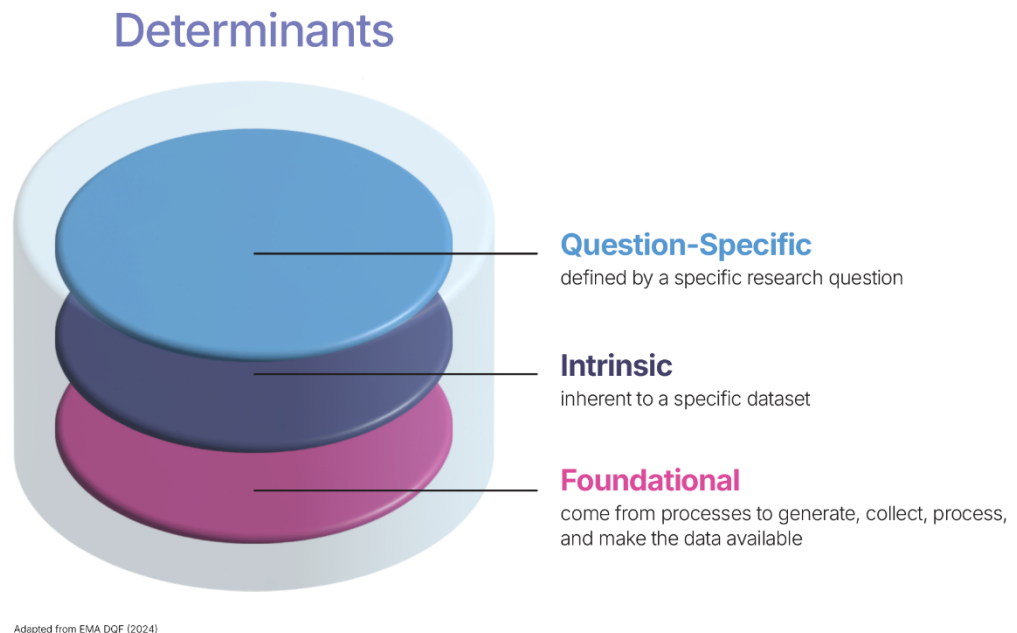 Determinants
Question-Specific
defined by a specific research question
Intrinsic
inherent to a specific dataset
Foundational
come from processes to generate, collect, process,
and make the data available
Adapted from EMA DQF (2024)